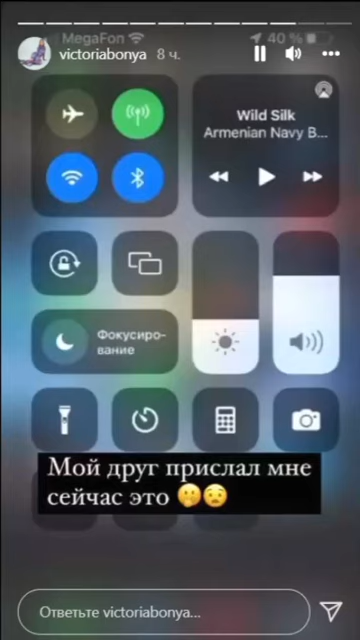 MegaFon 40 %
victoriabonya 8 ч.
Wild Silk
Armenian Navy B...
Фокусиро-
вание
Мой друг прислал мне
сейчас это 🤫😧
Ответьте victoriabonya...